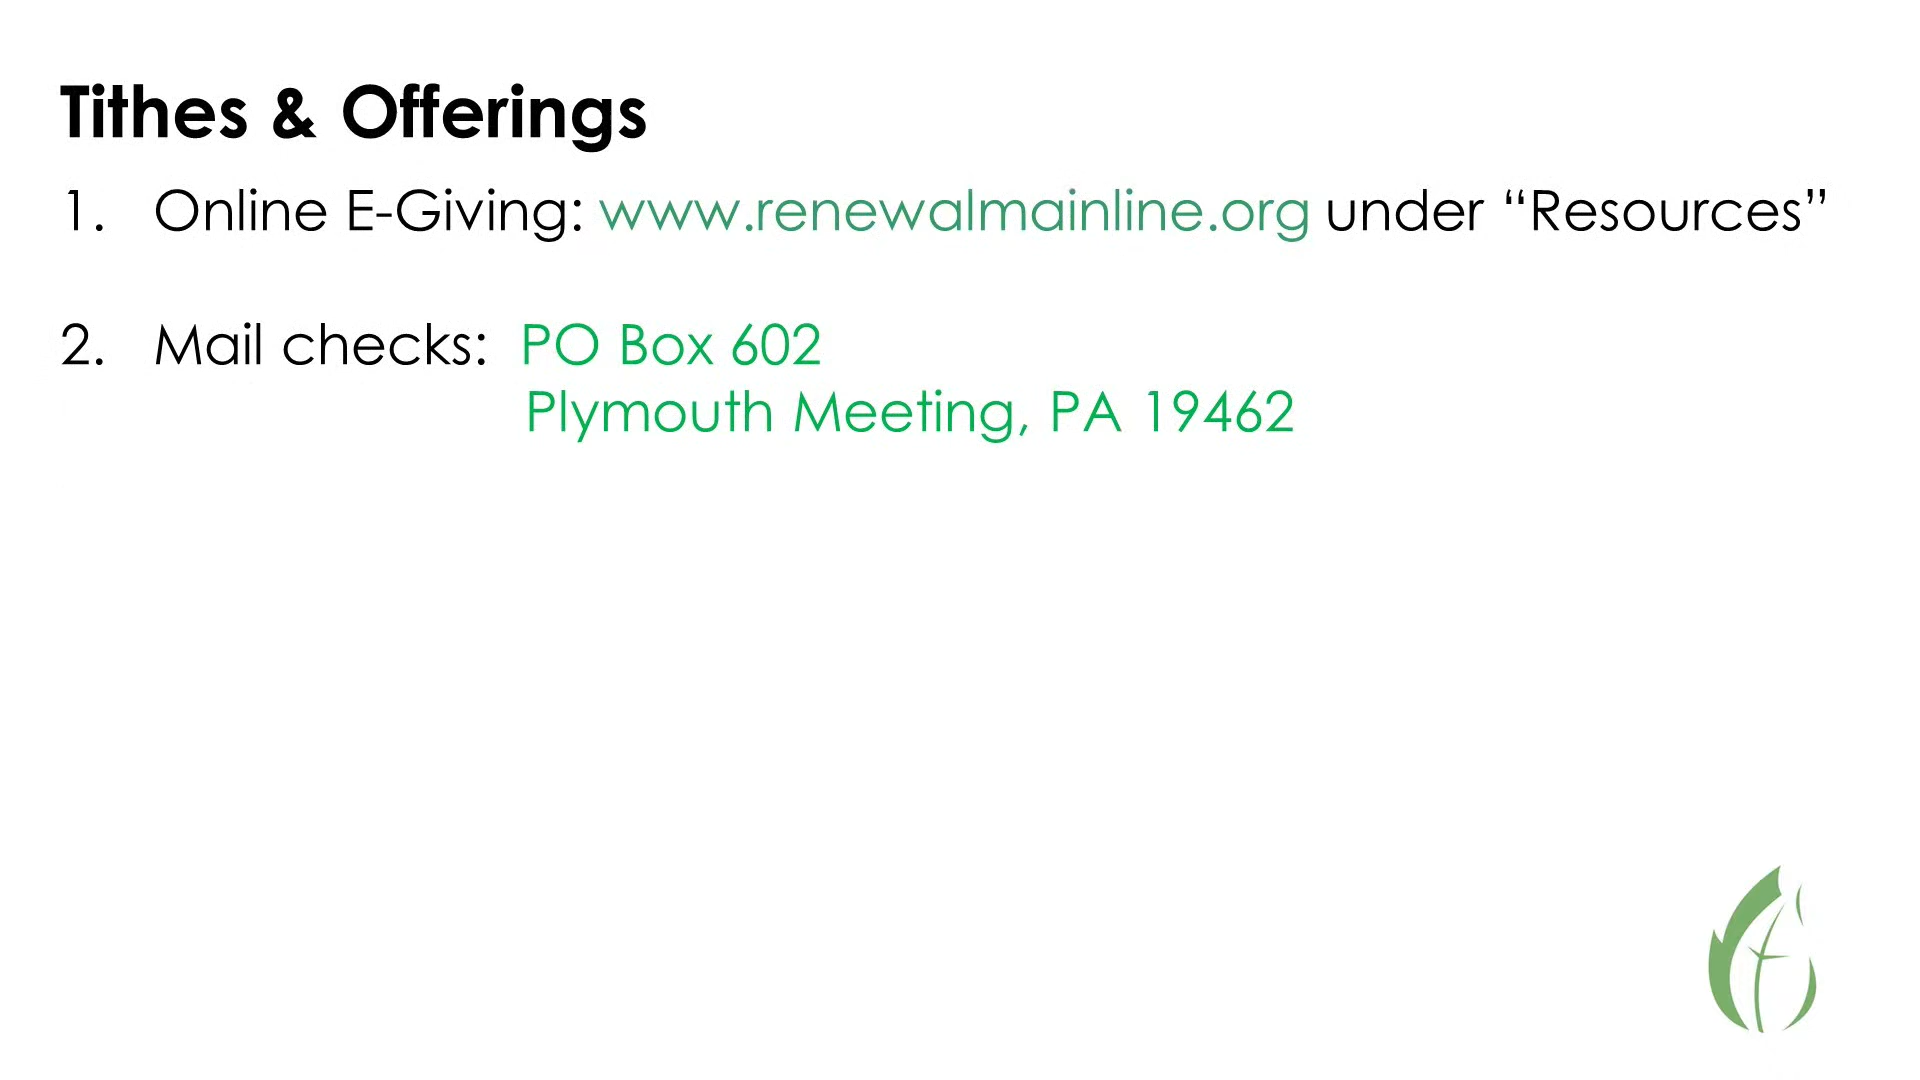 Tithes & Offerings
1. Online E-Giving: www.renewalmainline.org under “Resources”
2. Mail checks: PO Box 602
Plymouth Meeting, PA 19462